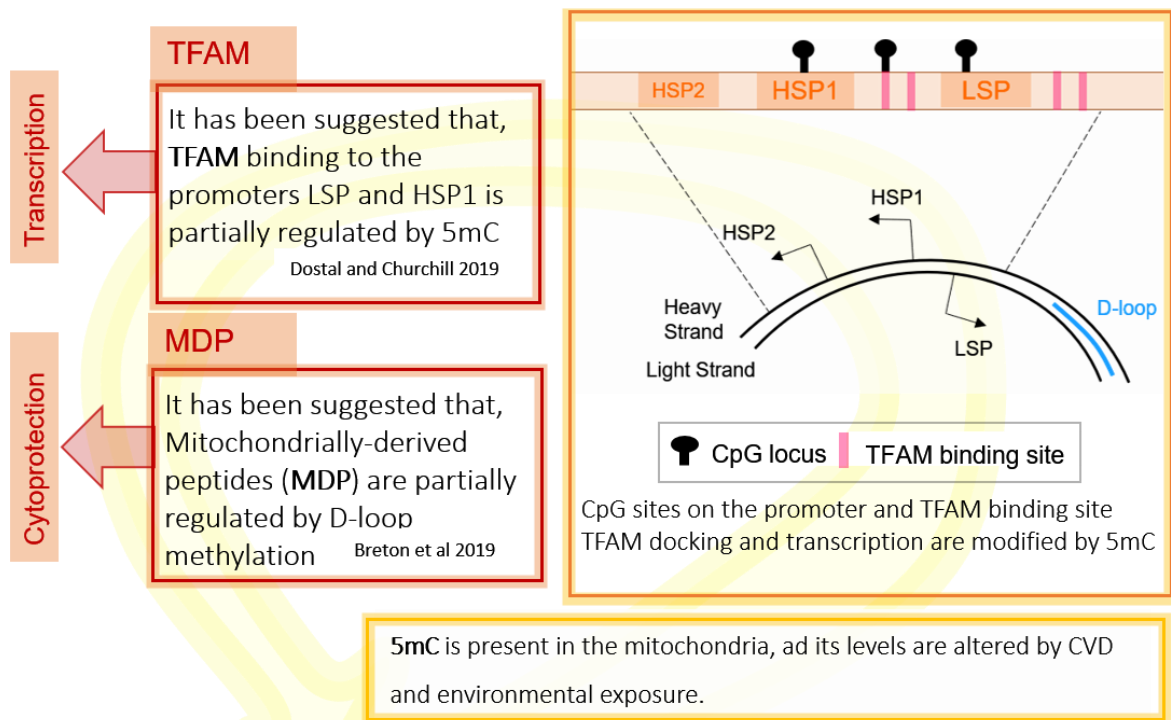 TFAM
Transcription
It has been suggested that,
TFAM binding to the
promoters LSP and HSP1 is
partially regulated by 5mC
Dostal and Churchill 2019
MDP
Cytoprotection
It has been suggested that,
Mitochondrially-derived
peptides (MDP) are partially
regulated by D-loop
methylation
Breton et al 2019
HSP2
HSP1
LSP
HSP1
HSP2
Heavy
Strand
D-loop
LSP
Light Strand
CpG locus
TFAM binding site
CpG sites on the promoter and TFAM binding site
TFAM docking and transcription are modified by 5mC
5mC is present in the mitochondria, ad its levels are altered by CVD
and environmental exposure.